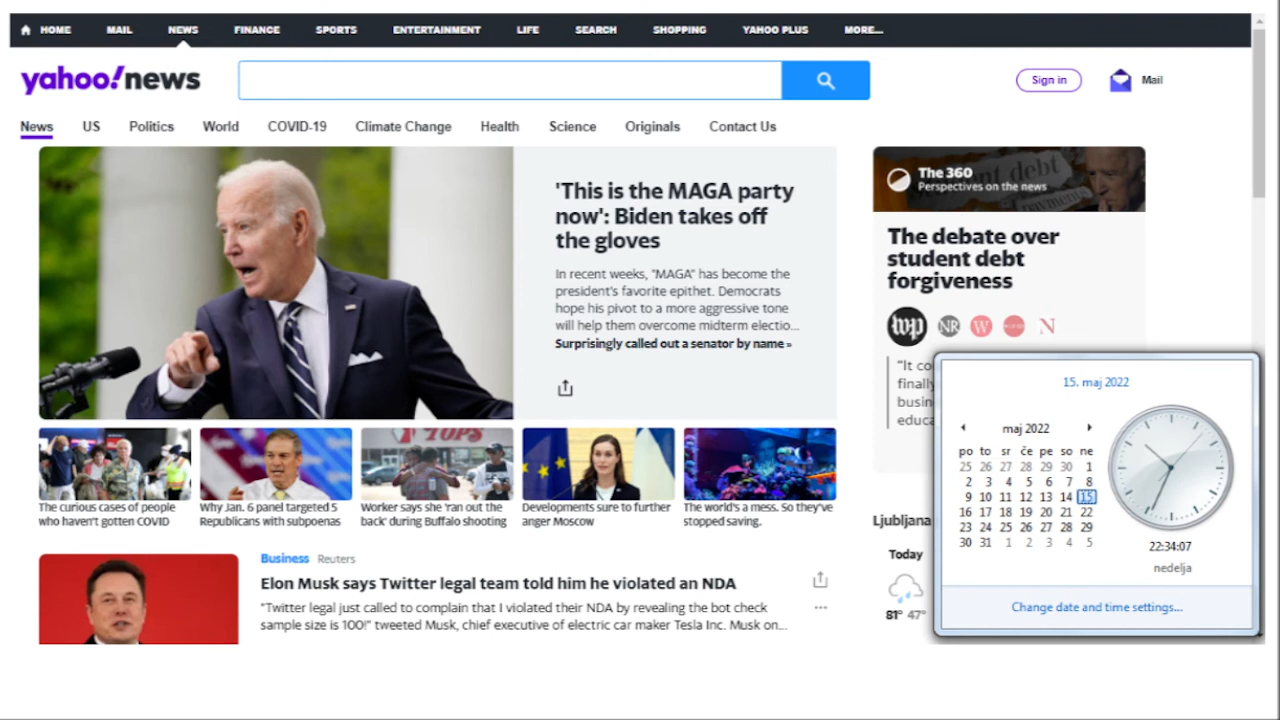 HOME MAIL NEWS FINANCE SPORTS ENTERTAINMENT LIFE SEARCH SHOPPING YAHOO PLUS MORE...
yahoo!news
Sign in
Mail
News US Politics World COVID-19 Climate Change Health Science Originals Contact Us
'This is the MAGA party
now': Biden takes off
the gloves
In recent weeks, "MAGA" has become the
president's favorite epithet. Democrats
hope his pivot to a more aggressive tone
will help them overcome midterm electio...
Surprisingly called out a senator by name »
The 360
Perspectives on the news
The debate over
student debt
forgiveness
wp NR W N
"It co
finally
busin
educa
TOPS
The curious cases of people
who haven't gotten COVID
Why Jan. 6 panel targeted 5
Republicans with subpoenas
Worker says she 'ran out the
back' during Buffalo shooting
Developments sure to further
anger Moscow
The world's a mess. So they've
stopped saving.
Business Reuters
Elon Musk says Twitter legal team told him he violated an NDA
"Twitter legal just called to complain that I violated their NDA by revealing the bot check
sample size is 100!" tweeted Musk, chief executive of electric car maker Tesla Inc. Musk on...
Ljubljana
Today
81° 47°
15. maj 2022
maj 2022
po to sr če pe so ne
25 26 27 28 29 30 1
2 3 4 5 6 7 8
9 10 11 12 13 14 15
16 17 18 19 20 21 22
23 24 25 26 27 28 29
30 31 1 2 3 4 5
22:34:07
nedelja
Change date and time settings...